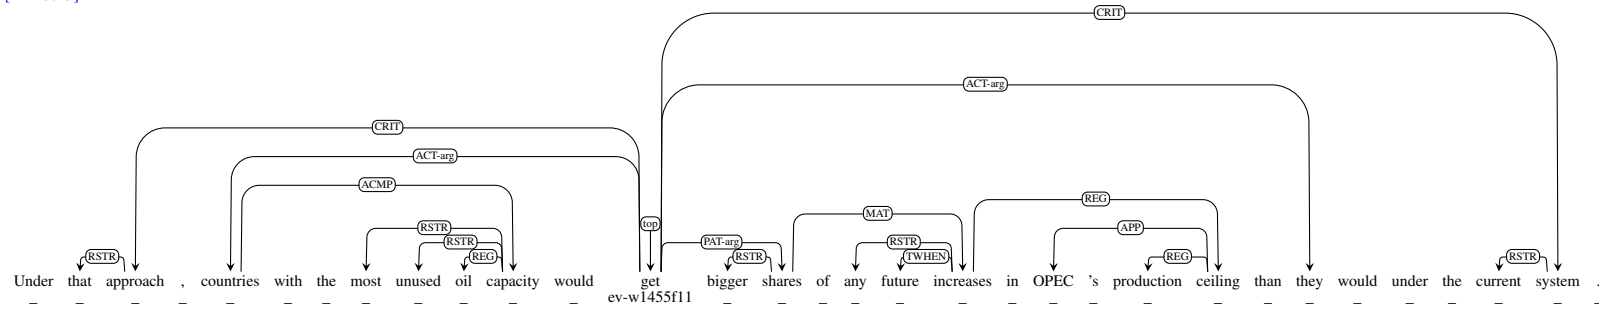 CRIT
ACT-arg
CRIT
ACT-arg
ACMP
REG
MAT
top
RSTR
APP
RSTR
PAT-arg
RSTR
RSTR
REG
RSTR
TWHEN
REG
RSTR
Under that approach , countries with the most unused oil capacity would get bigger shares of any future increases in OPEC 's production ceiling than they would under the current system .
_ _ _ _ _ _ _ _ _ _ _ _ ev-w1455f11 _ _ _ _ _ _ _ _ _ _ _ _ _ _ _ _ _ _ _